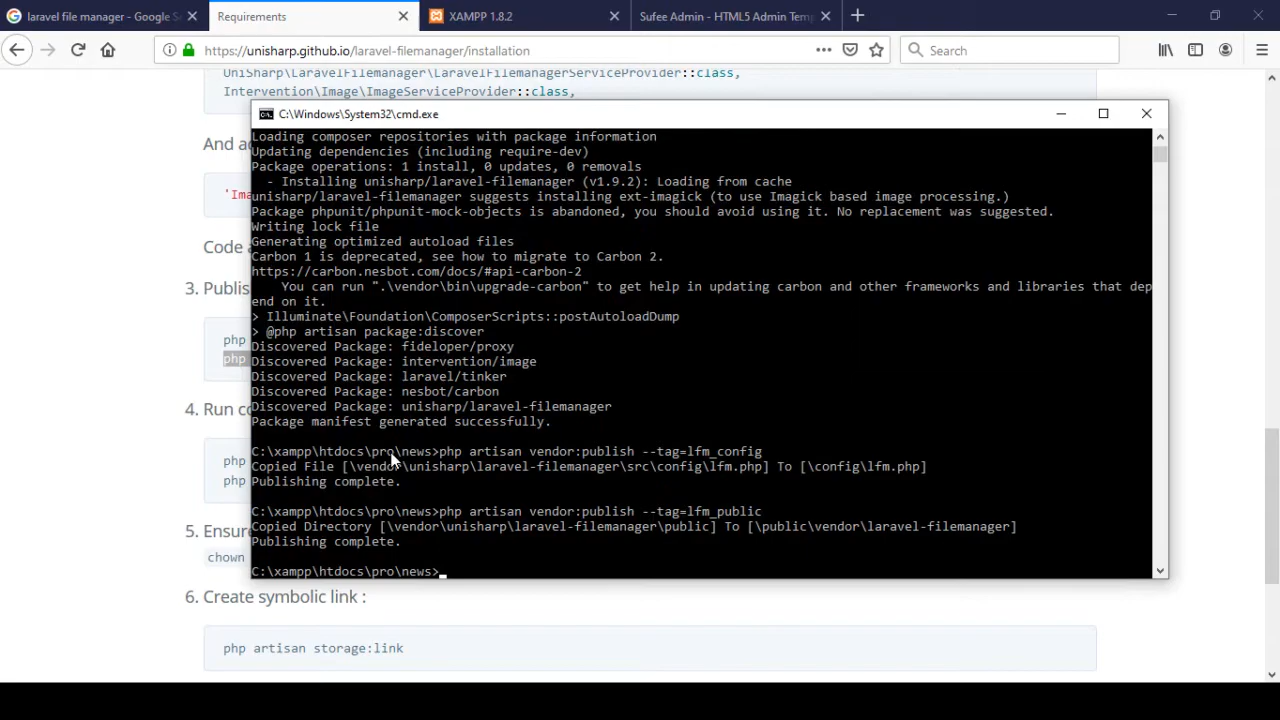 laravel file manager - Google S
Requirements
XAMPP 1.8.2
Sufee Admin - HTML5 Admin Tem
https://unisharp.github.io/laravel-filemanager/installation
Search
UniSharp\LaravelFilemanager\LaravelFilemanagerServiceProvider::class,
Intervention\Image\ImageServiceProvider::class,
C:\Windows\System32\cmd.exe
And a
'Ima
Code a
3. Publis
php
php
4. Run co
php
php
5. Ensure
chown
Loading composer repositories with package information
Updating dependencies (including require-dev)
Package operations: 1 install, 0 updates, 0 removals
- Installing unisharp/laravel-filemanager (v1.9.2): Loading from cache
unisharp/laravel-filemanager suggests installing ext-imagick (to use Imagick based image processing.)
Package phpunit/phpunit-mock-objects is abandoned, you should avoid using it. No replacement was suggested.
Writing lock file
Generating optimized autoload files
Carbon 1 is deprecated, see how to migrate to Carbon 2.
https://carbon.nesbot.com/docs/#api-carbon-2
You can run ".\vendor\bin\upgrade-carbon" to get help in updating carbon and other frameworks and libraries that dep
end on it.
> Illuminate\Foundation\ComposerScripts::postAutoloadDump
> @php artisan package:discover
Discovered Package: fideloper/proxy
Discovered Package: intervention/image
Discovered Package: laravel/tinker
Discovered Package: nesbot/carbon
Discovered Package: unisharp/laravel-filemanager
Package manifest generated successfully.
C:\xampp\htdocs\pro\news>php artisan vendor:publish --tag=lfm_config
Copied File [\vendor\unisharp\laravel-filemanager\src\config\lfm.php] To [\config\lfm.php]
Publishing complete.
C:\xampp\htdocs\pro\news>php artisan vendor:publish --tag=lfm_public
Copied Directory [\vendor\unisharp\laravel-filemanager\public] To [\public\vendor\laravel-filemanager]
Publishing complete.
C:\xampp\htdocs\pro\news>
6. Create symbolic link :
php artisan storage:link